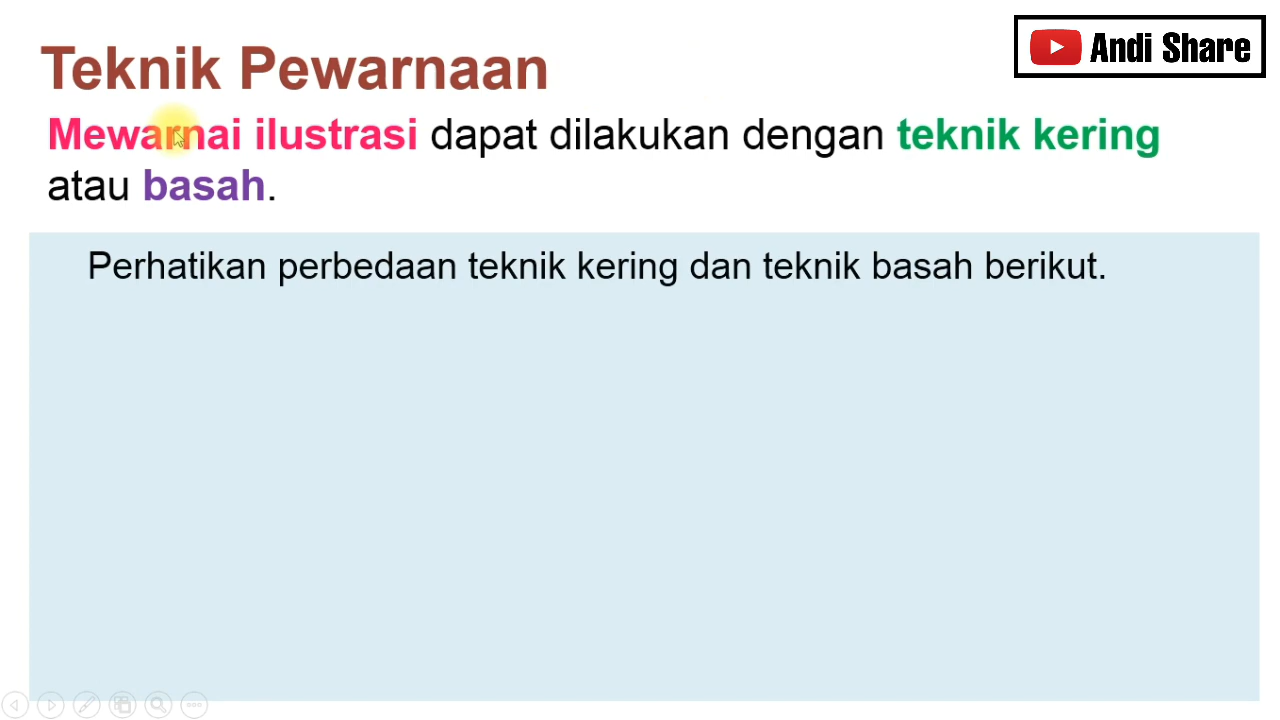 Teknik Pewarnaan
Andi Share
Mewarnai ilustrasi dapat dilakukan dengan teknik kering
atau basah.
Perhatikan perbedaan teknik kering dan teknik basah berikut.